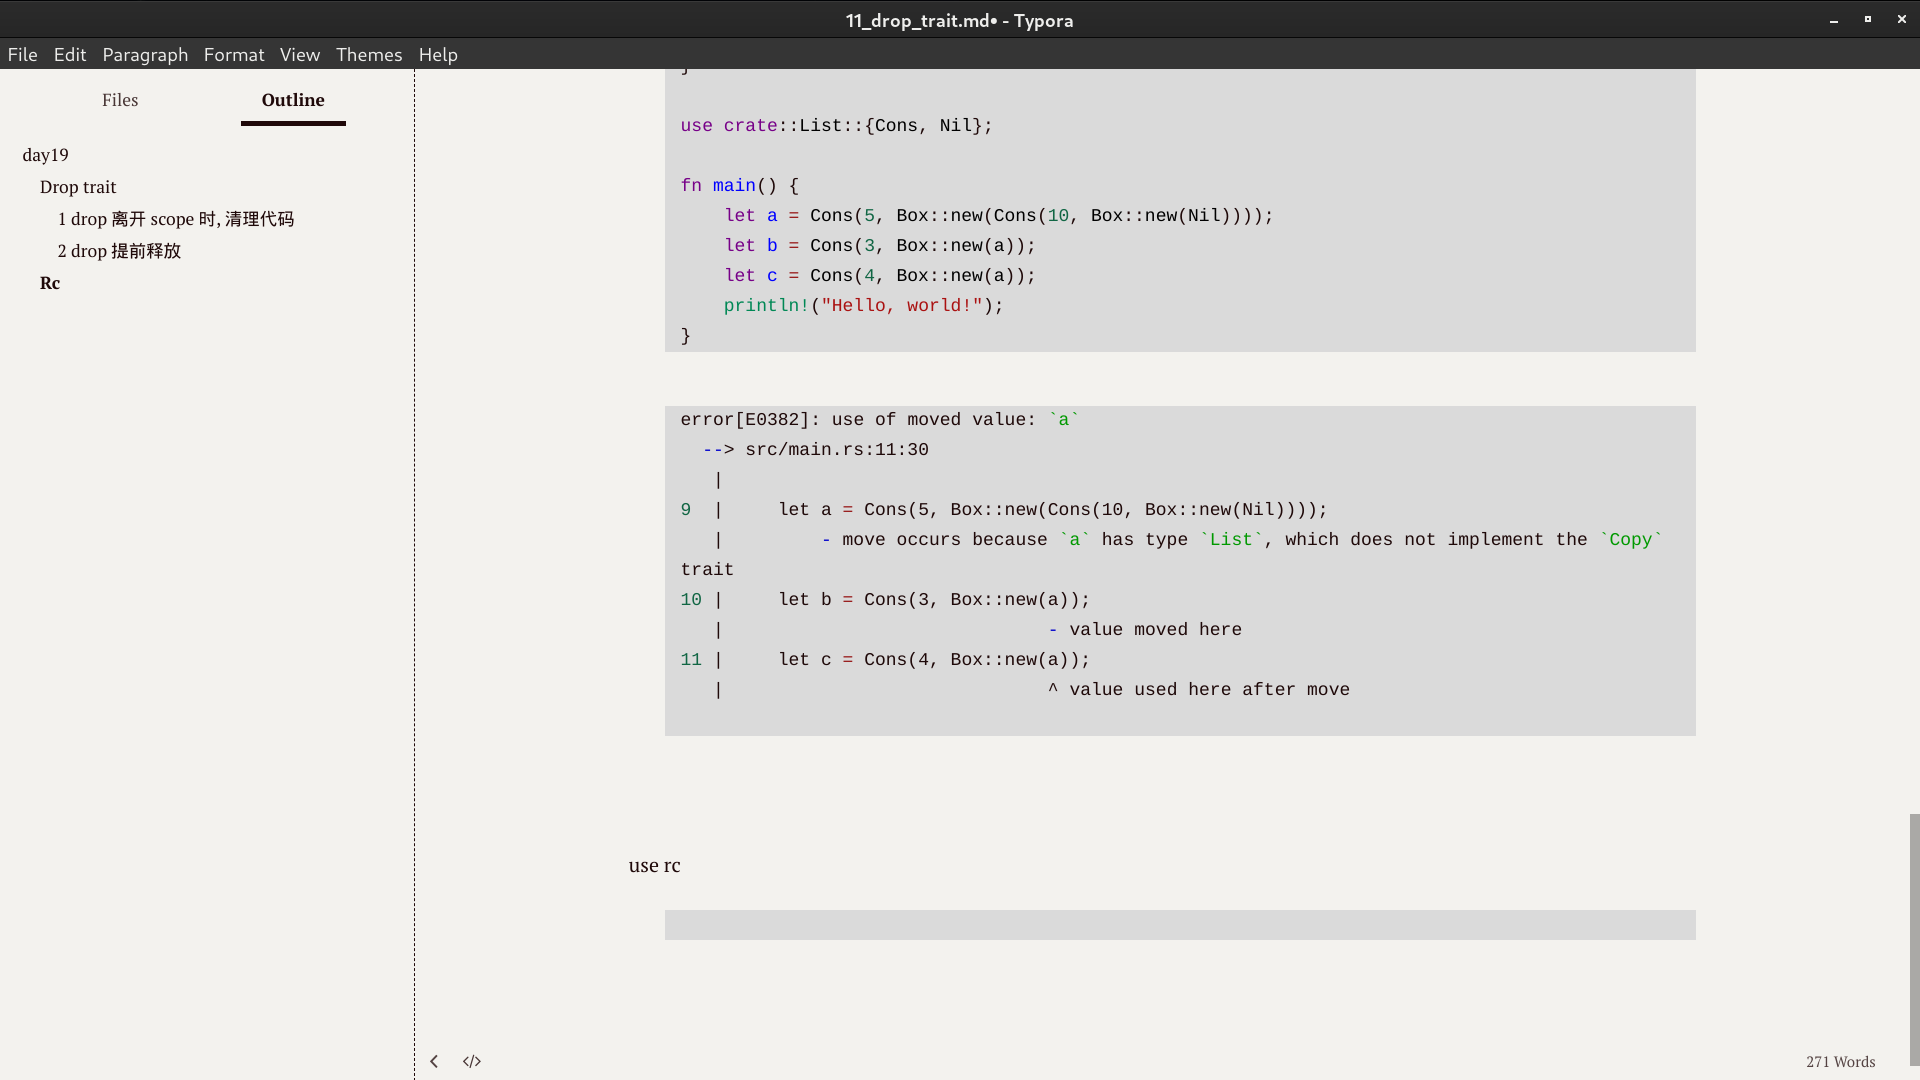 11_drop_trait.md• - Typora
File Edit Paragraph Format View Themes Help
Files Outline
day19
Drop trait
1 drop 离开 scope 时, 清理代码
2 drop 提前释放
Rc
}
use crate::List::{Cons, Nil};
fn main() {
    let a = Cons(5, Box::new(Cons(10, Box::new(Nil))));
    let b = Cons(3, Box::new(a));
    let c = Cons(4, Box::new(a));
    println!("Hello, world!");
}
error[E0382]: use of moved value: `a`
  --> src/main.rs:11:30
   |
9  |     let a = Cons(5, Box::new(Cons(10, Box::new(Nil))));
   |         - move occurs because `a` has type `List`, which does not implement the `Copy`
trait
10 |     let b = Cons(3, Box::new(a));
   |                              - value moved here
11 |     let c = Cons(4, Box::new(a));
   |                              ^ value used here after move
use rc
</> 271 Words